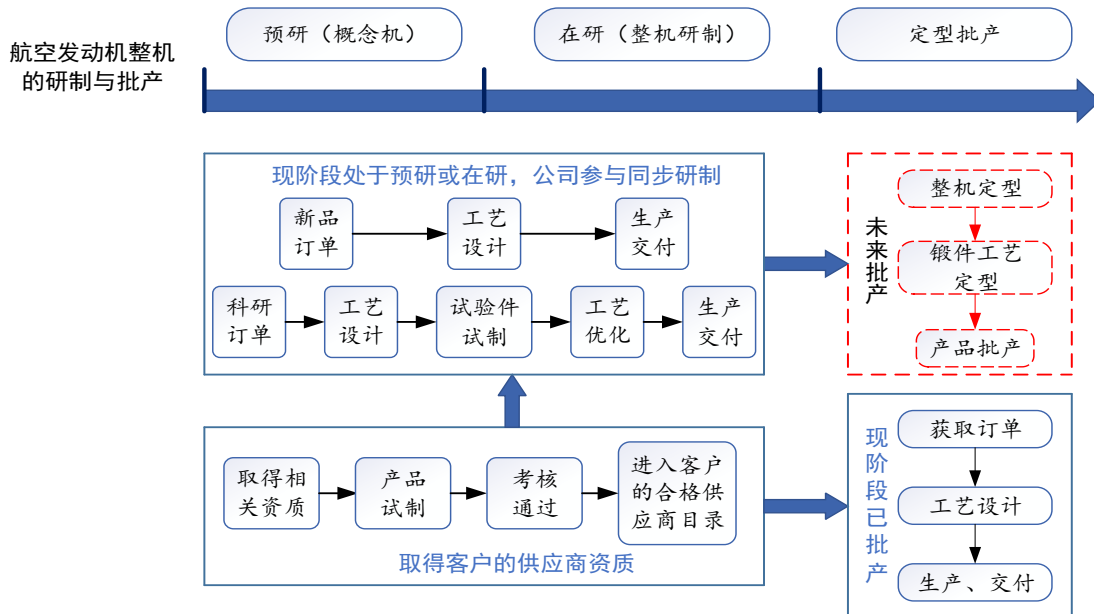 预研（概念机）
在研（整机研制）
定型批产
航空发动机整机
的研制与批产
现阶段处于预研或在研，公司参与同步研制
新品
订单
工艺
设计
生产
交付
科研
订单
工艺
设计
试验件
试制
工艺
优化
生产
交付
未来批产
整机定型
锻件工艺
定型
产品批产
取得相
关资质
产品
试制
考核
通过
进入客户
的合格供
应商目录
取得客户的供应商资质
现阶段已批产
获取订单
工艺设计
生产、交付